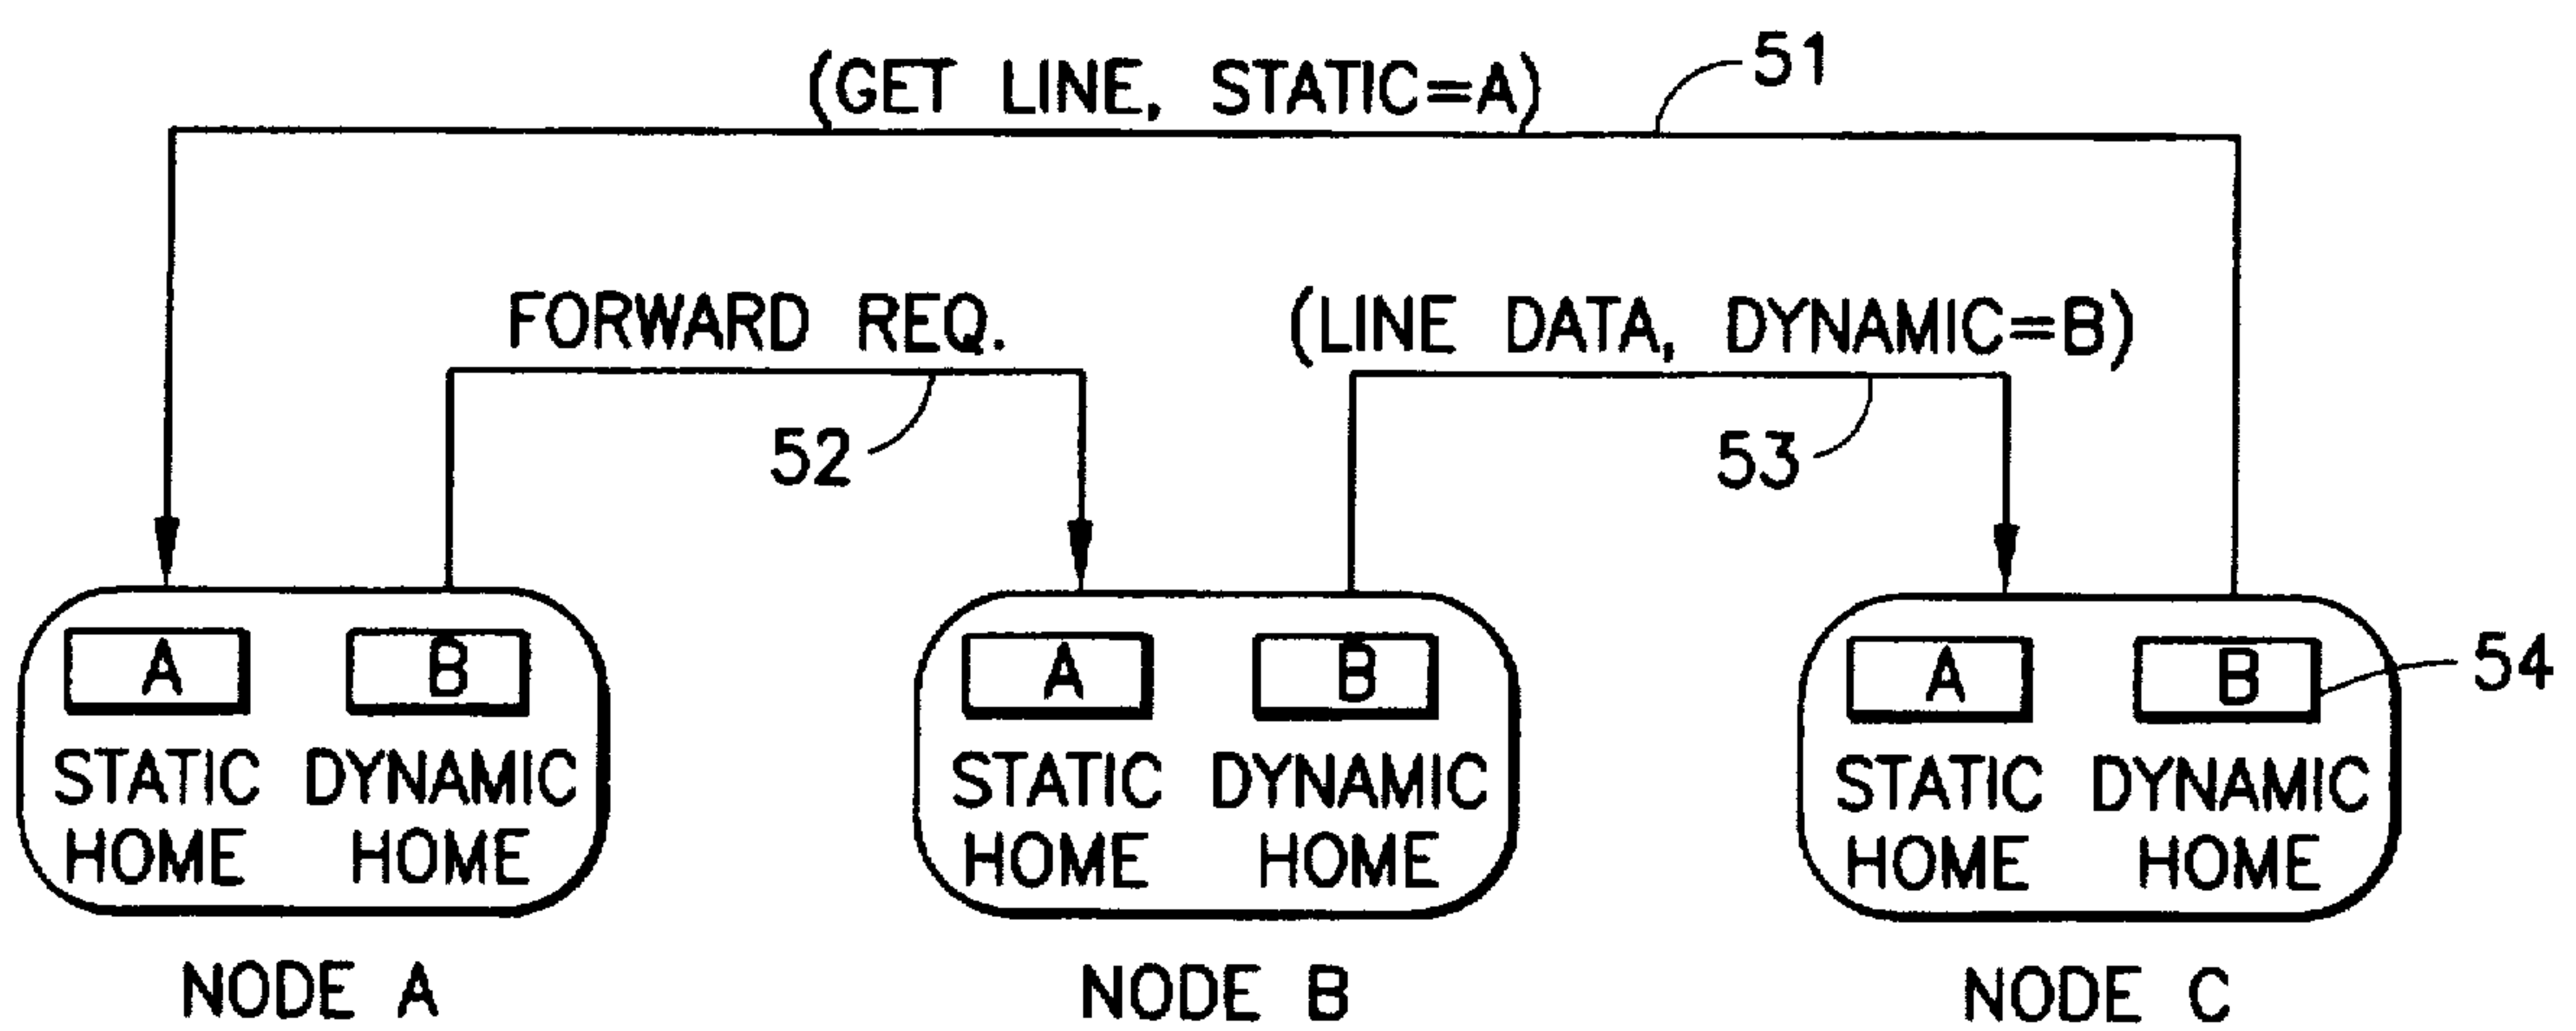 (GET LINE, STATIC=A)
51
FORWARD REQ.
(LINE DATA, DYNAMIC=B)
52
53
A B
STATIC DYNAMIC
HOME HOME
A B
STATIC DYNAMIC
HOME HOME
A B
54
STATIC DYNAMIC
HOME HOME
NODE A
NODE B
NODE C